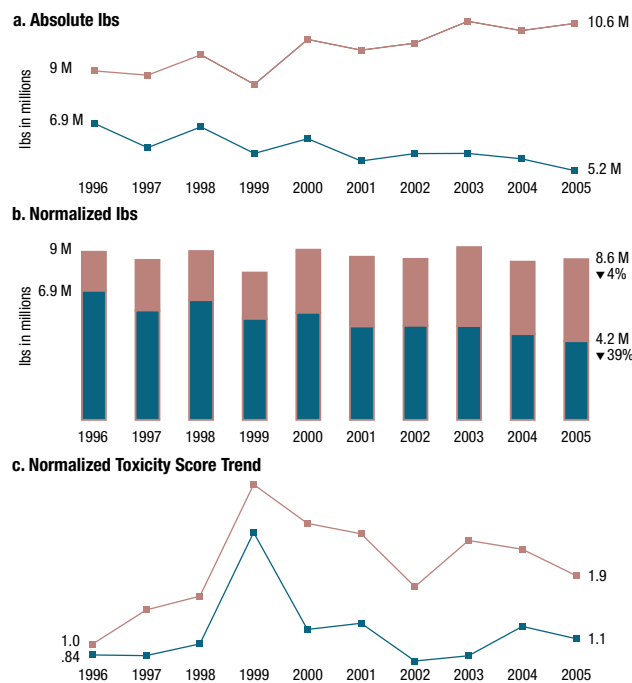 a. Absolute lbs
10.6 M
9 M
6.9 M
lbs in millions
5.2 M
1996 1997 1998 1999 2000 2001 2002 2003 2004 2005
b. Normalized lbs
9 M
8.6 M
▼4%
6.9 M
lbs in millions
4.2 M
▼39%
1996 1997 1998 1999 2000 2001 2002 2003 2004 2005
c. Normalized Toxicity Score Trend
1.9
1.0
.84
1.1
1996 1997 1998 1999 2000 2001 2002 2003 2004 2005